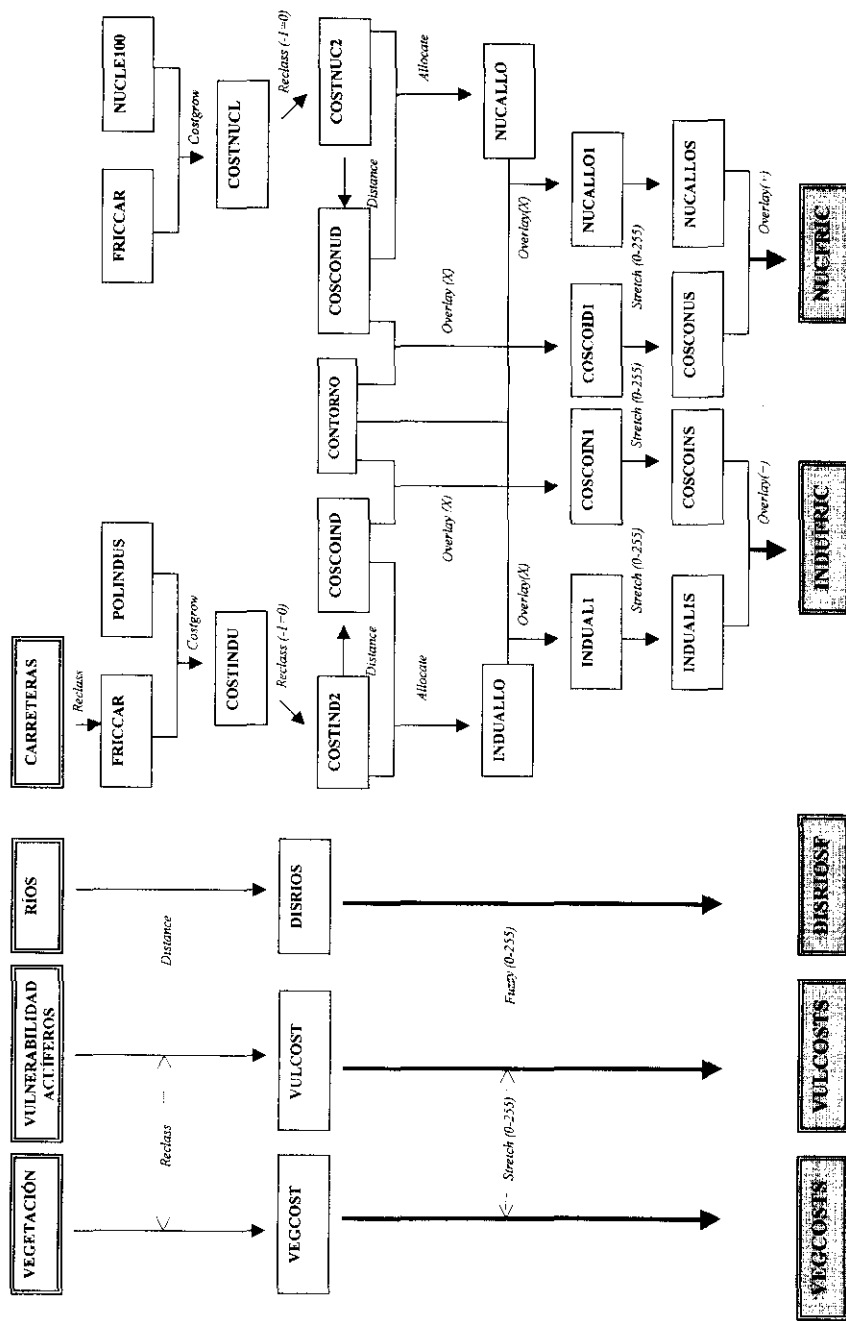 VEGETACIÓN
VULNERABILIDAD
ACUÍFEROS
RÍOS
CARRETERAS
Reclass
FRICCAR
POLINDUS
FRICCAR
NUCLE100
Reclass
Distance
Costgrow
Costgrow
COSTINDU
COSTNUCL
Reclass (-1=0)
Reclass (-1=0)
VEGCOST
VULCOST
DISRIOS
COSTIND2
COSCOIND
CONTORNO
COSCONUD
COSTNUC2
Distance
Distance
Allocate
Overlay (X)
Overlay (X)
Allocate
INDUALLO
NUCALLO
Stretch (0-255)
Fuzzy (0-255)
Overlay(X)
Overlay(X)
INDUAL1
COSCOIN1
COSCOID1
NUCALLO1
Stretch (0-255)
Stretch (0-255)
Stretch (0-255)
INDUAL1S
COSCOINS
COSCONUS
NUCALLOS
Overlay(-)
Overlay(+)
VEGCOSTS
VULCOSTS
DISRIOSF
INDUFRIC
NUCFRIC